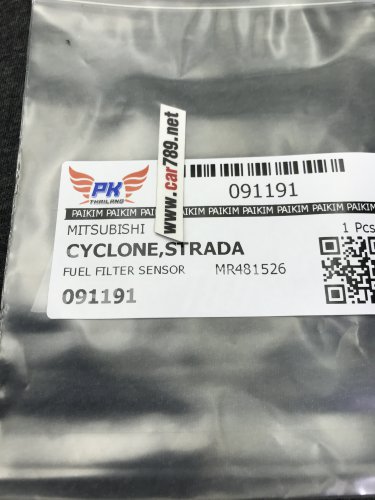 PK
THAILAND
091191
PAIKIM PAIKIM PAIKIM PAIKIM PAIKIM PAIKIM PAIKIM
MITSUBISHI
1 Pcs
CYCLONE,STRADA
FUEL FILTER SENSOR MR481526
091191
www.car789.net